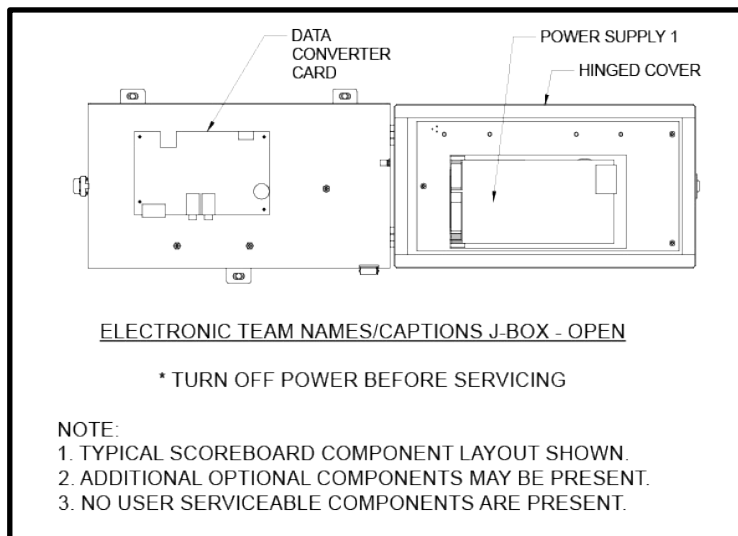 DATA
CONVERTER
CARD
POWER SUPPLY 1
HINGED COVER
ELECTRONIC TEAM NAMES/CAPTIONS J-BOX - OPEN
* TURN OFF POWER BEFORE SERVICING
NOTE:
1. TYPICAL SCOREBOARD COMPONENT LAYOUT SHOWN.
2. ADDITIONAL OPTIONAL COMPONENTS MAY BE PRESENT.
3. NO USER SERVICEABLE COMPONENTS ARE PRESENT.